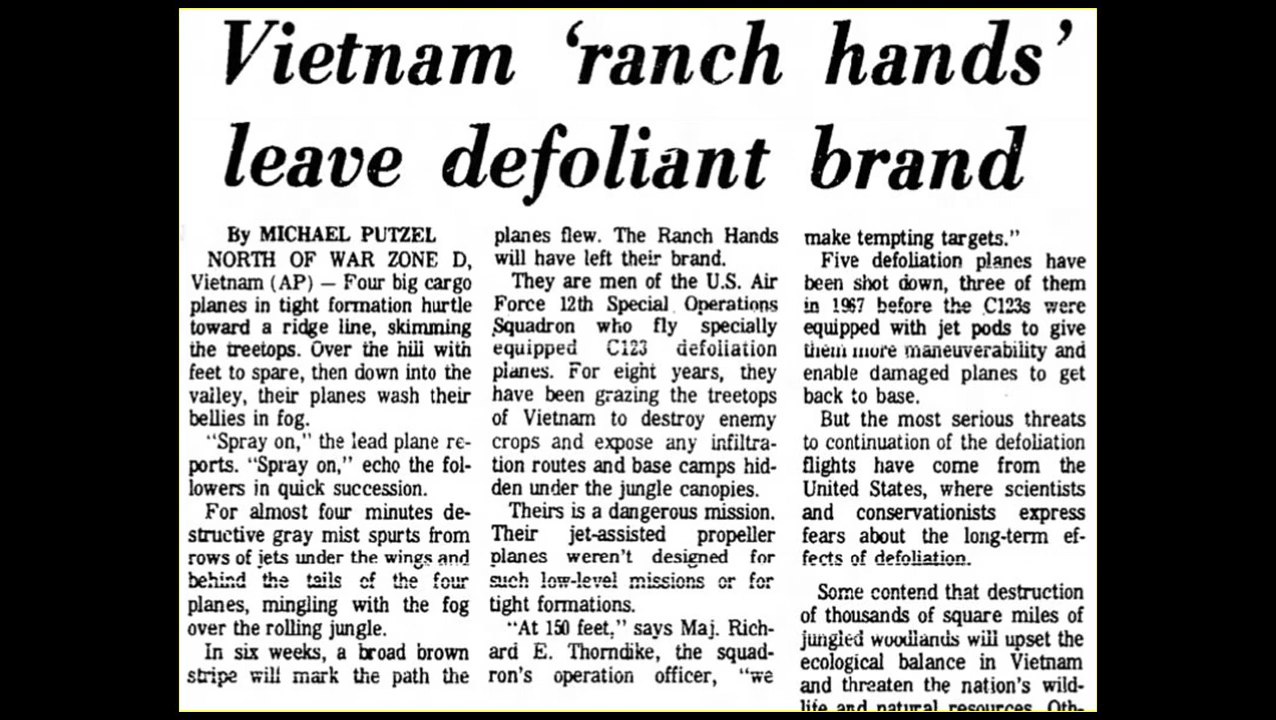 Vietnam ‘ranch hands’
leave defoliant brand
By MICHAEL PUTZEL
NORTH OF WAR ZONE D,
Vietnam (AP) — Four big cargo
planes in tight formation hurtle
toward a ridge line, skimming
the treetops. Over the hill with
feet to spare, then down into the
valley, their planes wash their
bellies in fog.
“Spray on,” the lead plane re-
ports. “Spray on,” echo the fol-
lowers in quick succession.
For almost four minutes de-
structive gray mist spurts from
rows of jets under the wings and
behind the tails of the four
planes, mingling with the fog
over the rolling jungle.
In six weeks, a broad brown
stripe will mark the path the
planes flew. The Ranch Hands
will have left their brand.
They are men of the U.S. Air
Force 12th Special Operations
Squadron who fly specially
equipped C123 defoliation
planes. For eight years, they
have been grazing the treetops
of Vietnam to destroy enemy
crops and expose any infiltra-
tion routes and base camps hid-
den under the jungle canopies.
Theirs is a dangerous mission.
Their jet-assisted propeller
planes weren’t designed for
such low-level missions or for
tight formations.
“At 150 feet,” says Maj. Rich-
ard E. Thorndike, the squad-
ron’s operation officer, “we
make tempting targets.”
Five defoliation planes have
been shot down, three of them
in 1967 before the C123s were
equipped with jet pods to give
them more maneuverability and
enable damaged planes to get
back to base.
But the most serious threats
to continuation of the defoliation
flights have come from the
United States, where scientists
and conservationists express
fears about the long-term ef-
fects of defoliation.
Some contend that destruction
of thousands of square miles of
jungled woodlands will upset the
ecological balance in Vietnam
and threaten the nation’s wild-
life and natural resources. Oth-